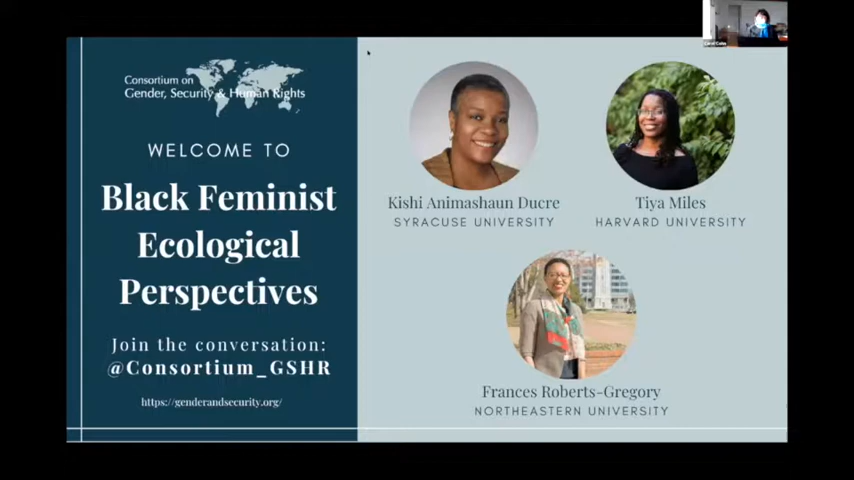 Consortium on
Gender, Security & Human Rights
WELCOME TO
Black Feminist
Ecological
Perspectives
Join the conversation:
@Consortium_GSHR
https://genderandsecurity.org/
Kishi Animashaun Ducre
SYRACUSE UNIVERSITY
Tiya Miles
HARVARD UNIVERSITY
Frances Roberts-Gregory
NORTHEASTERN UNIVERSITY